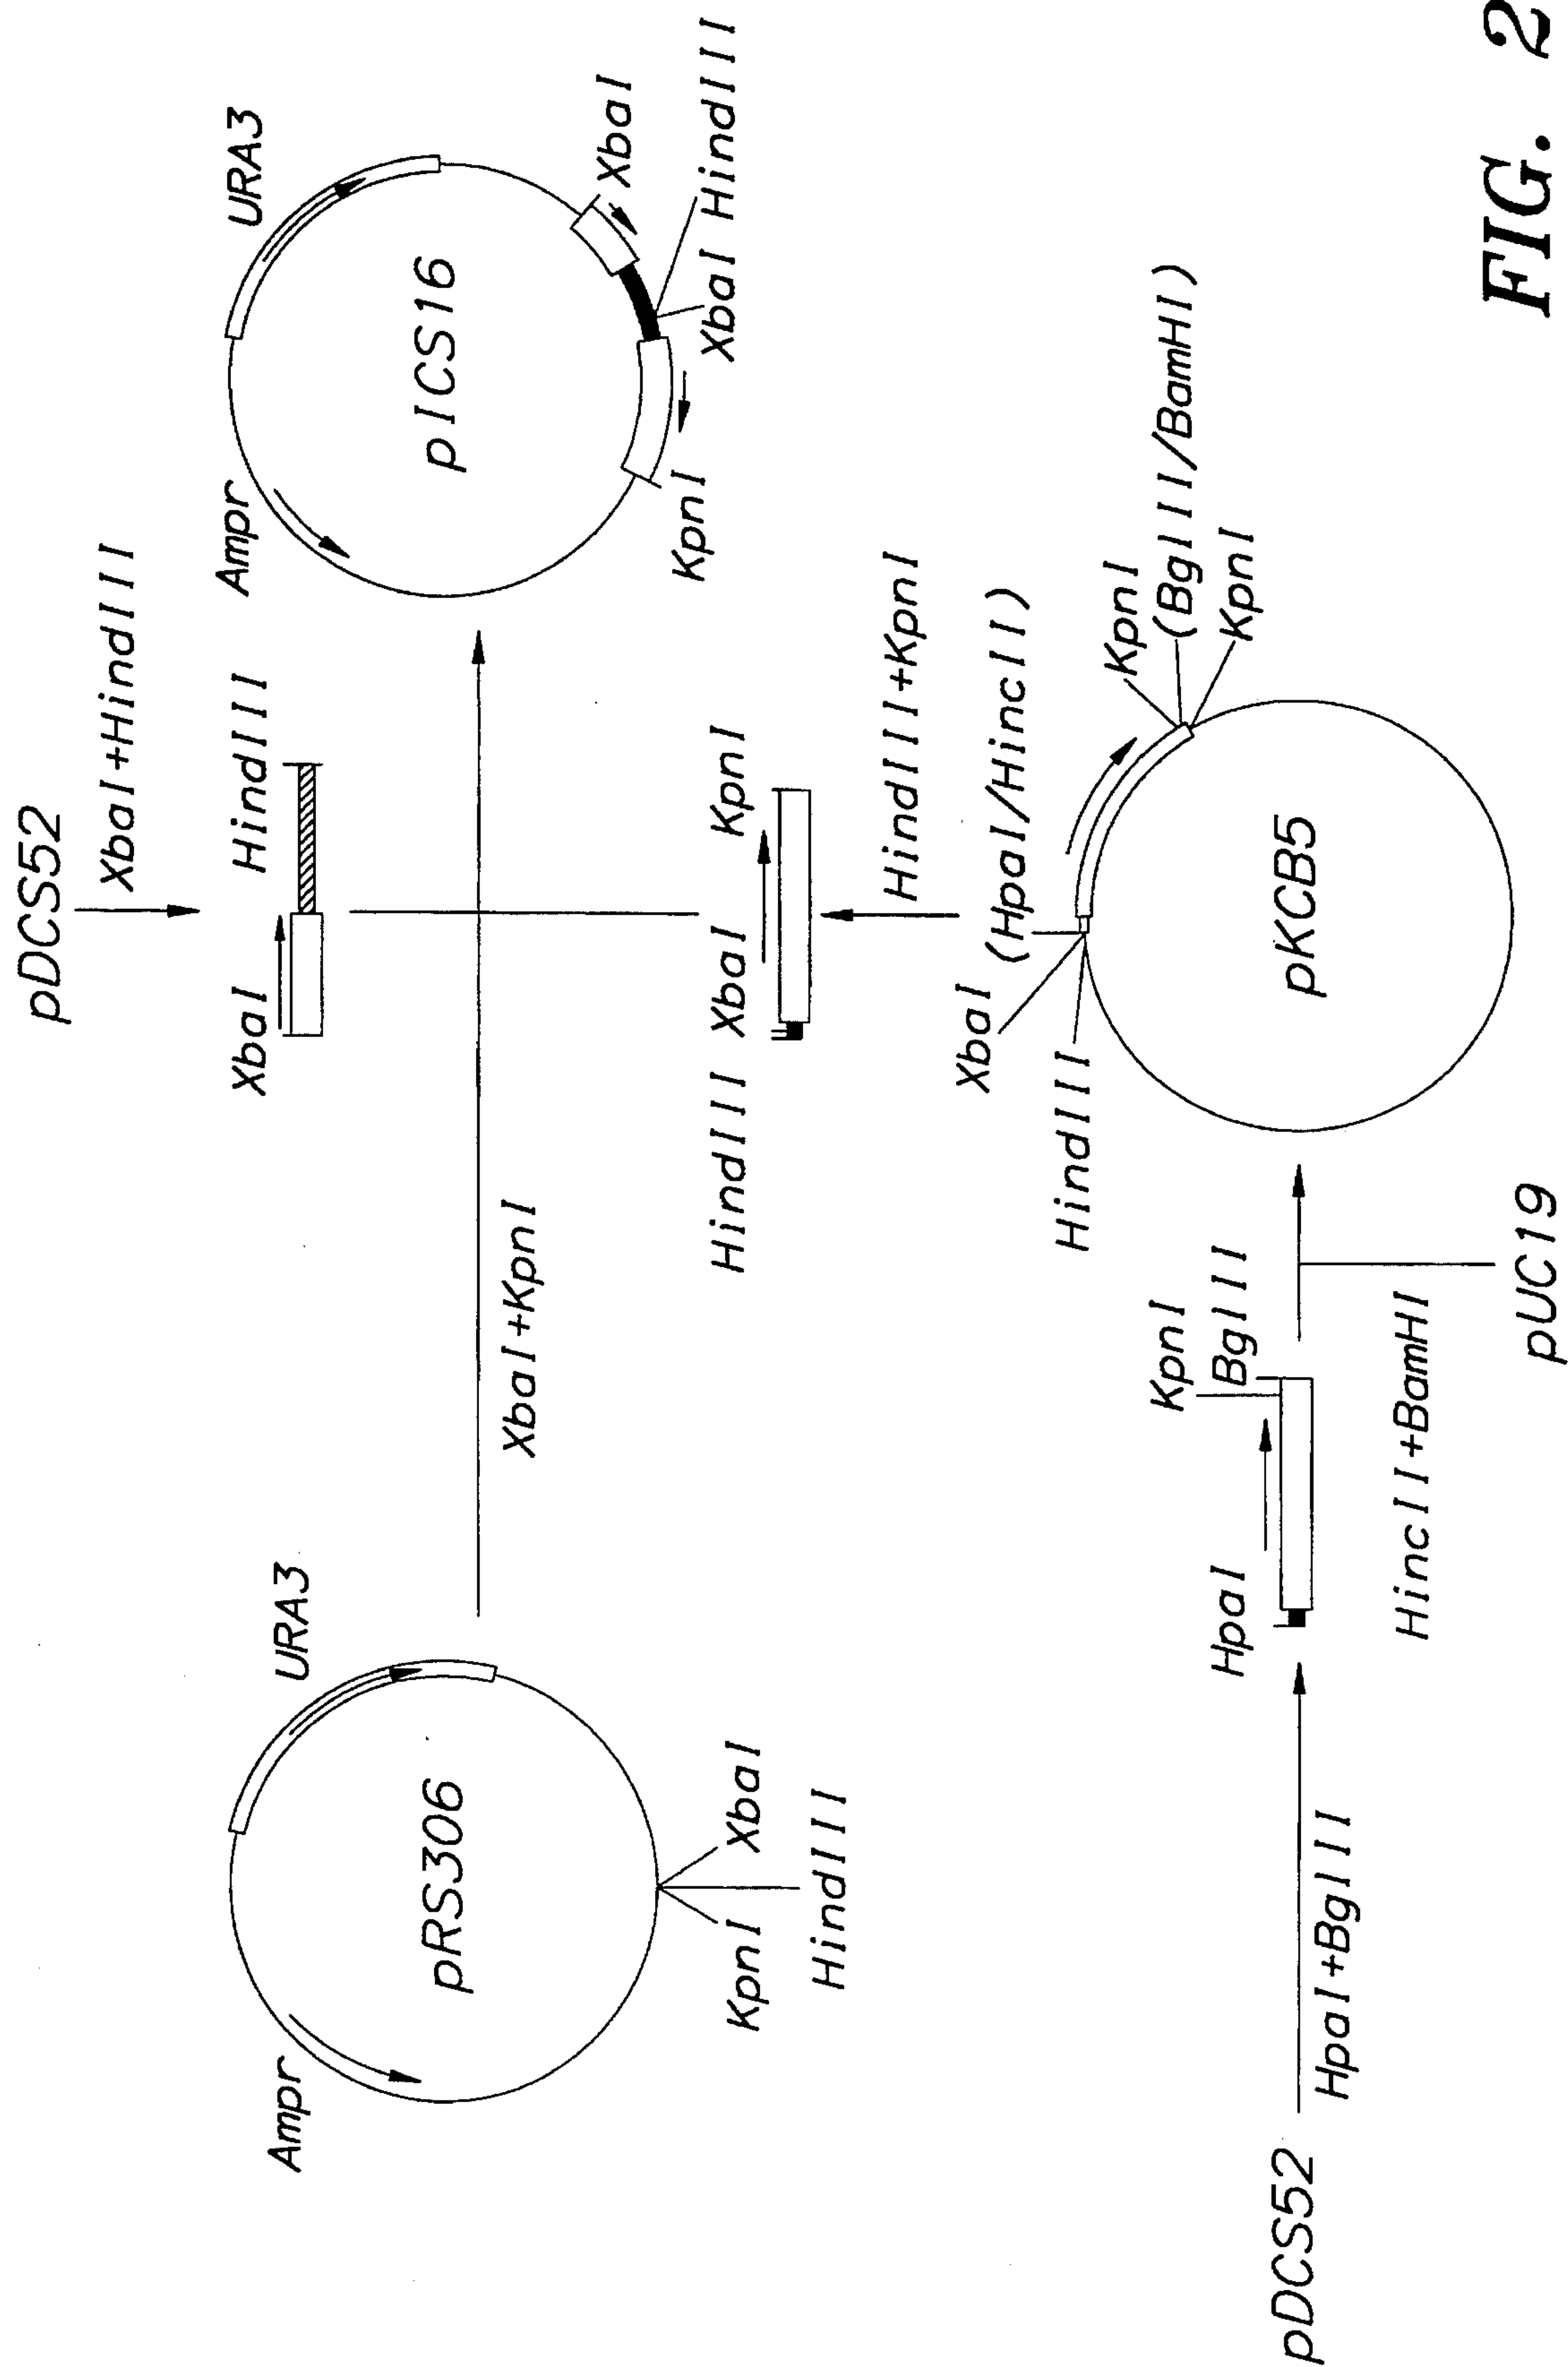 pDCS52
XbaI+HindIII
XbaI HindIII
Ampr
URA3
pRS306
KpnI XbaI
HindIII
XbaI+KpnI
Ampr
URA3
pICS16
XbaI
KpnI
XbaI HindIII
HindIII XbaI KpnI
HindIII+KpnI
XbaI
(HpaI/HincII)
HindIII
KpnI
(BglII/BamHI)
KpnI
pKCB5
pDCS52
HpaI+BglII
HpaI
KpnI
BglII
HincII+BamHI
pUC19
FIG. 2